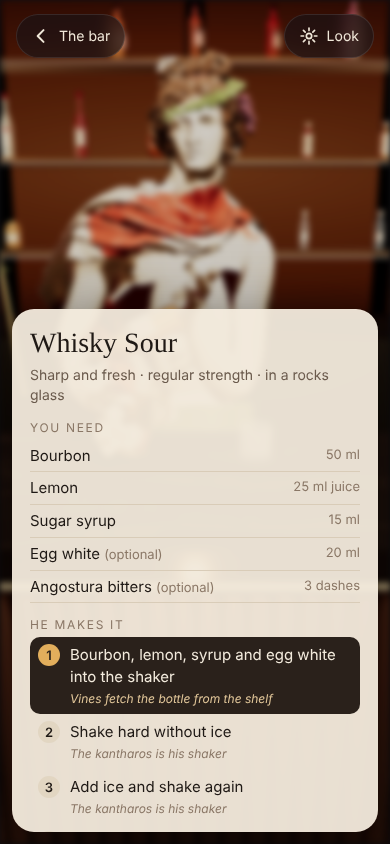 The bar
Look
Whisky Sour
Sharp and fresh · regular strength · in a rocks
glass
YOU NEED
Bourbon 50 ml
Lemon 25 ml juice
Sugar syrup 15 ml
Egg white (optional) 20 ml
Angostura bitters (optional) 3 dashes
HE MAKES IT
1 Bourbon, lemon, syrup and egg white
into the shaker
Vines fetch the bottle from the shelf
2 Shake hard without ice
The kantharos is his shaker
3 Add ice and shake again
The kantharos is his shaker